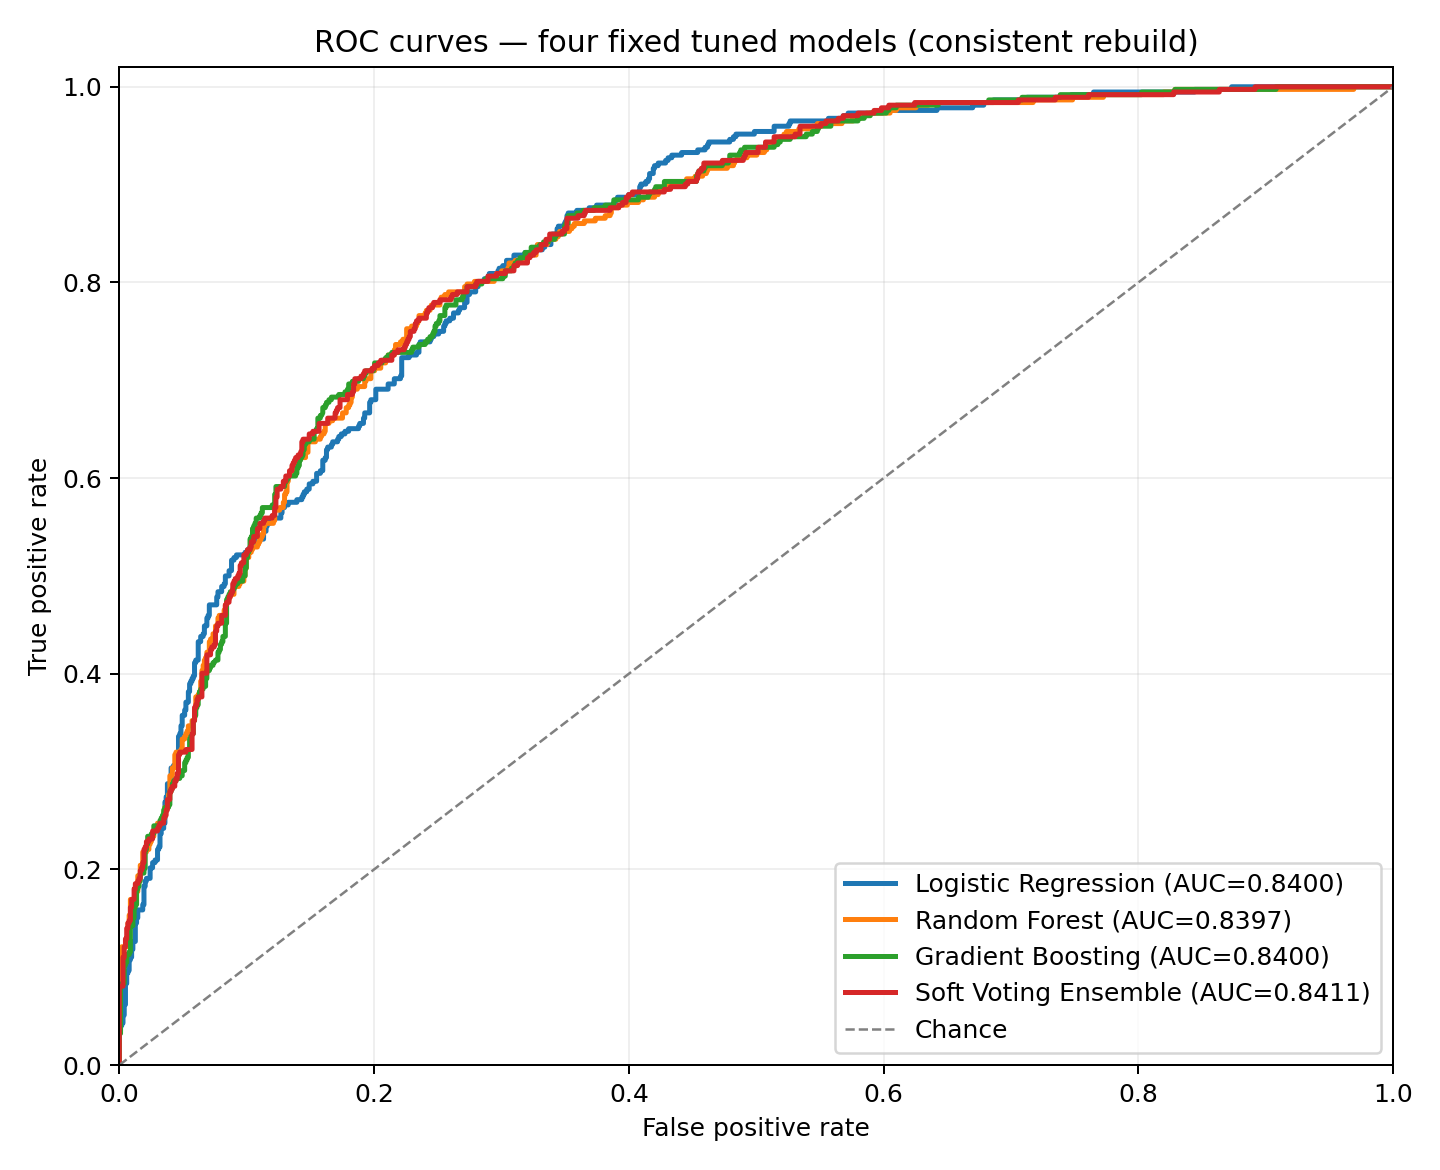 ROC curves — four fixed tuned models (consistent rebuild)
1.0
0.8
0.6
0.4
0.2
0.0
True positive rate
0.0
0.2
0.4
0.6
0.8
1.0
False positive rate
Logistic Regression (AUC=0.8400)
Random Forest (AUC=0.8397)
Gradient Boosting (AUC=0.8400)
Soft Voting Ensemble (AUC=0.8411)
Chance